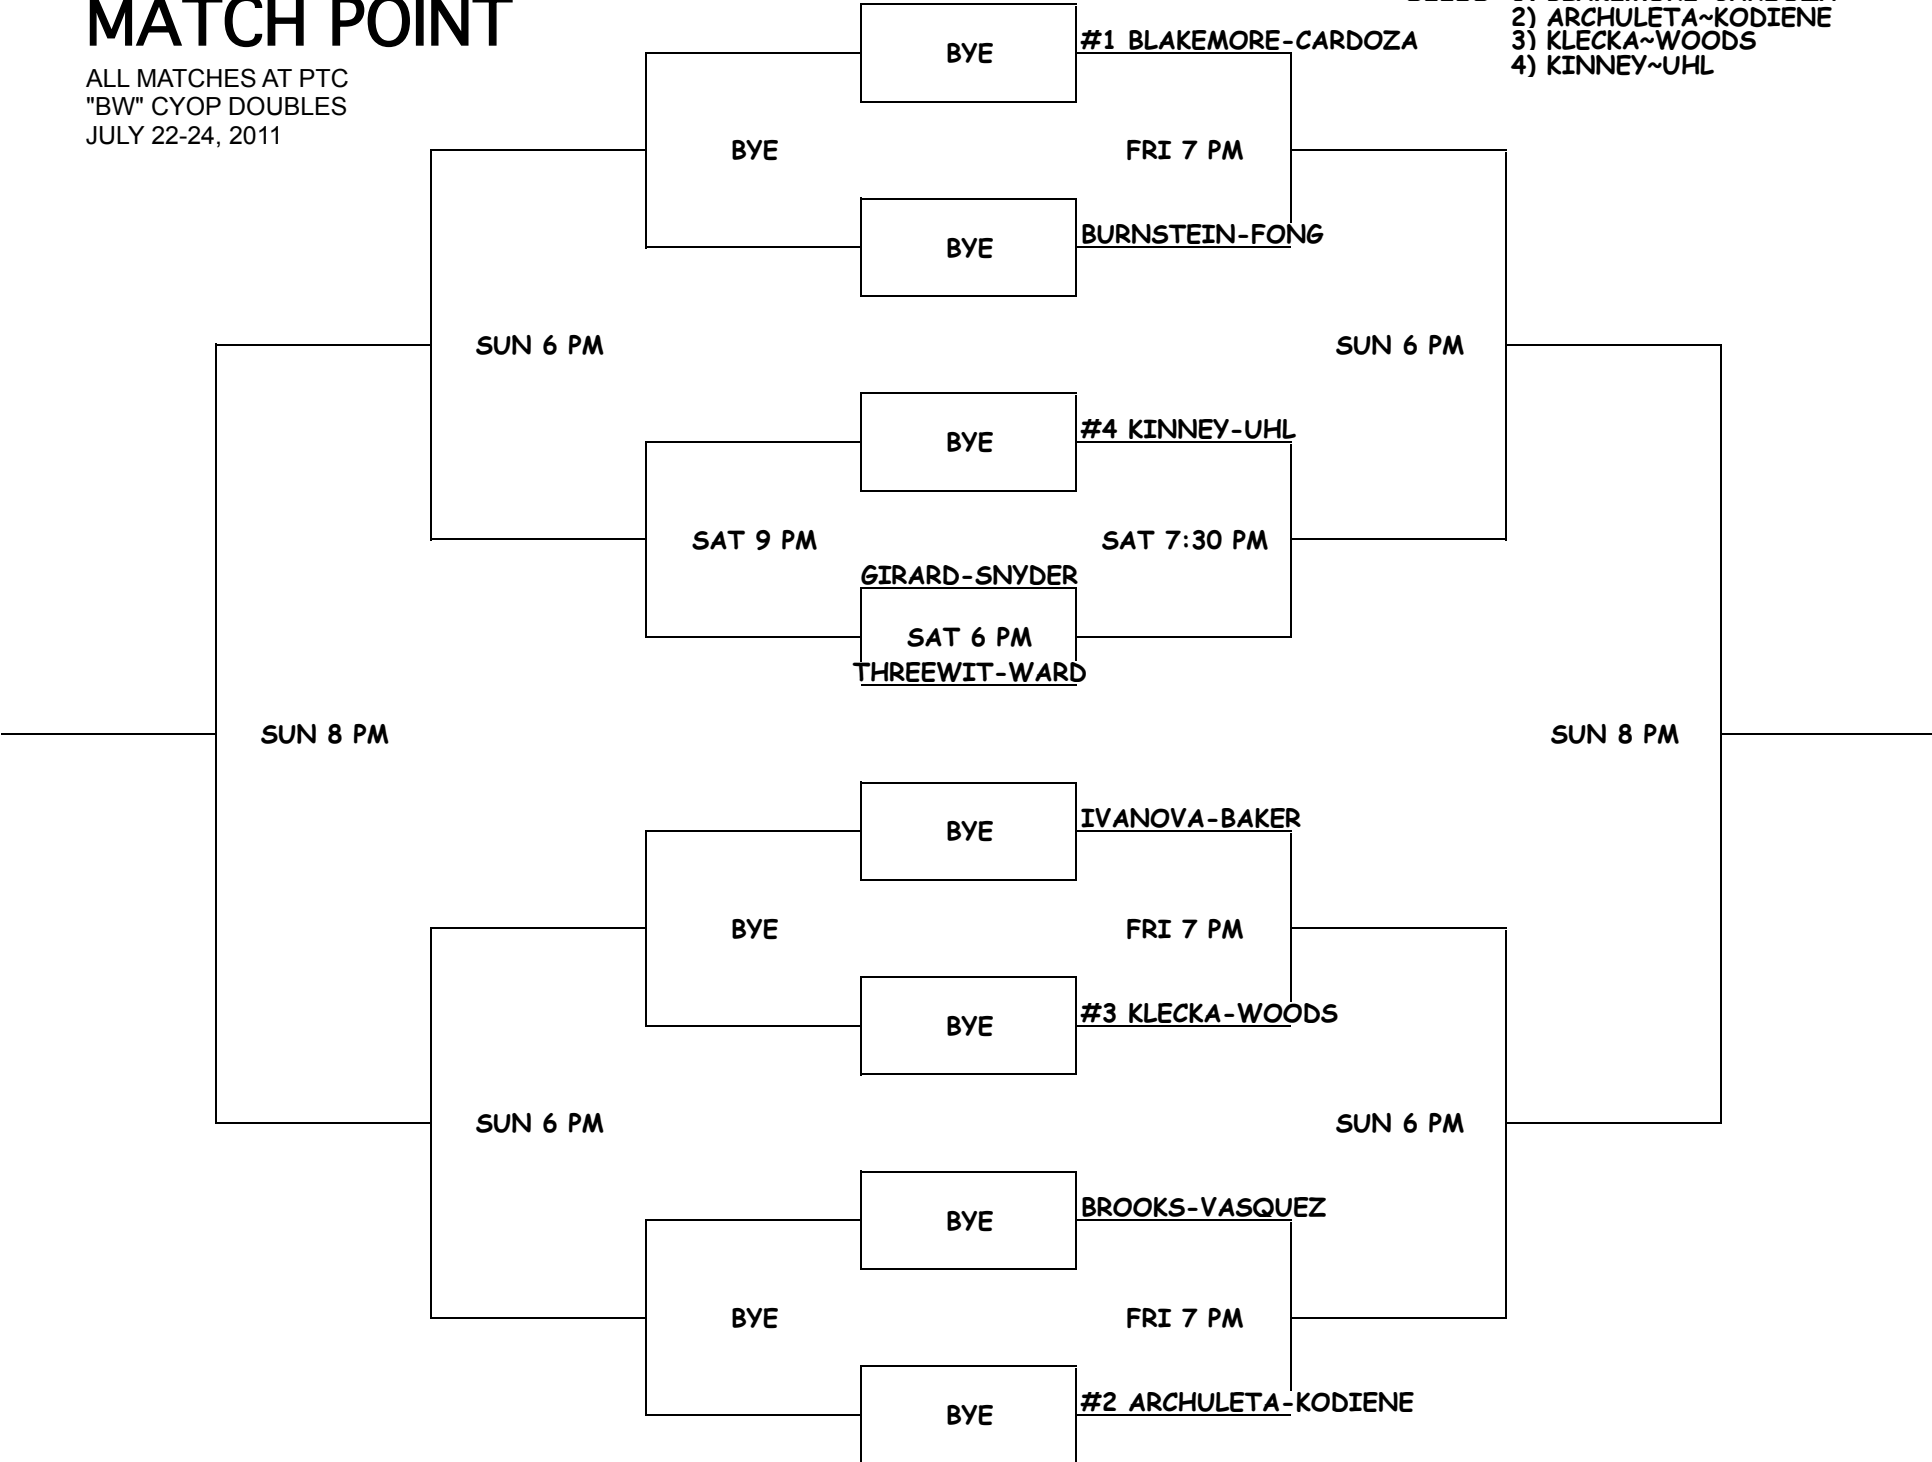 MATCH POINT
2) ARCHULETA~KODIENE
3) KLECKA~WOODS
4) KINNEY~UHL
ALL MATCHES AT PTC
"BW" CYOP DOUBLES
JULY 22-24, 2011
BYE
#1 BLAKEMORE-CARDOZA
BYE
FRI 7 PM
BYE
BURNSTEIN-FONG
SUN 6 PM
SUN 6 PM
BYE
#4 KINNEY-UHL
SAT 9 PM
SAT 7:30 PM
GIRARD-SNYDER
SAT 6 PM
THREEWIT-WARD
SUN 8 PM
SUN 8 PM
BYE
IVANOVA-BAKER
BYE
FRI 7 PM
BYE
#3 KLECKA-WOODS
SUN 6 PM
SUN 6 PM
BYE
BROOKS-VASQUEZ
BYE
FRI 7 PM
BYE
#2 ARCHULETA-KODIENE